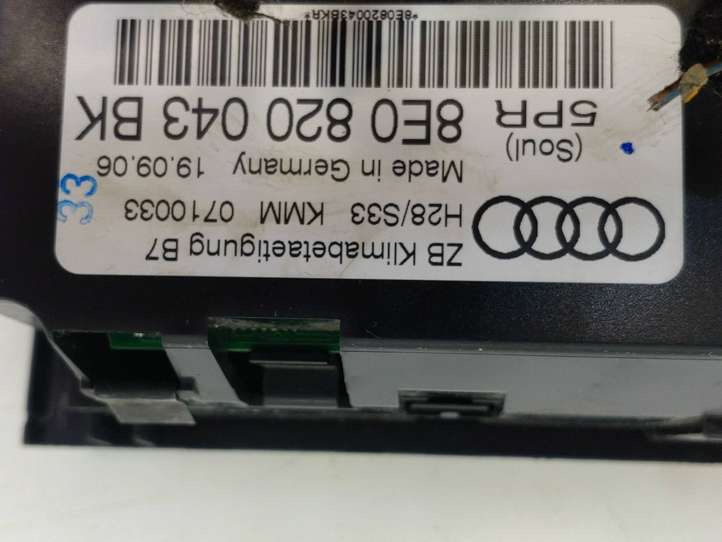 ZB Klimabetaetigung B7
H28/S33 KMM 0710033
Made in Germany 19.09.06
(Soul)
8E0 820 043 BK
5PR
*8E0820043BKA*
33